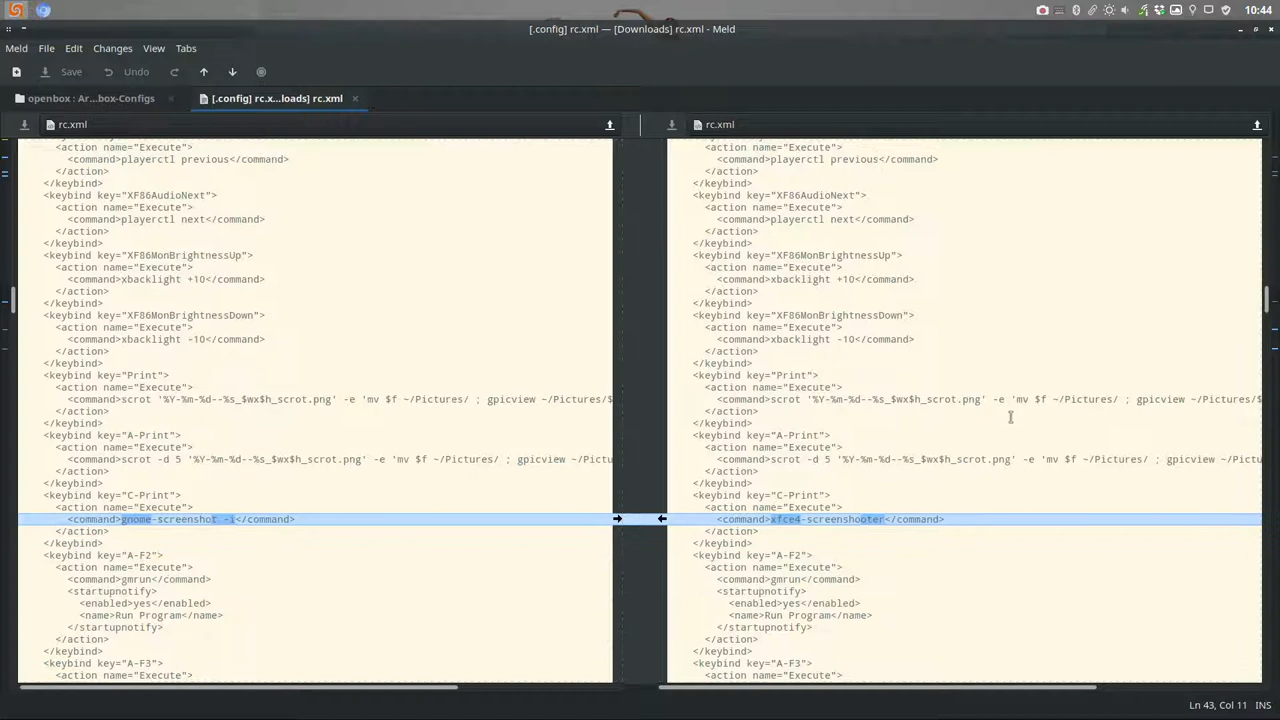 10:44
[.config] rc.xml — [Downloads] rc.xml - Meld
Meld File Edit Changes View Tabs
Save Undo
openbox : Ar...box-Configs [.config] rc.x...loads] rc.xml
rc.xml
<action name="Execute">
<command>playerctl previous</command>
</action>
</keybind>
<keybind key="XF86AudioNext">
<action name="Execute">
<command>playerctl next</command>
</action>
</keybind>
<keybind key="XF86MonBrightnessUp">
<action name="Execute">
<command>xbacklight +10</command>
</action>
</keybind>
<keybind key="XF86MonBrightnessDown">
<action name="Execute">
<command>xbacklight -10</command>
</action>
</keybind>
<keybind key="Print">
<action name="Execute">
<command>scrot '%Y-%m-%d--%s_$wx$h_scrot.png' -e 'mv $f ~/Pictures/ ; gpicview ~/Pictures/$
</action>
</keybind>
<keybind key="A-Print">
<action name="Execute">
<command>scrot -d 5 '%Y-%m-%d--%s_$wx$h_scrot.png' -e 'mv $f ~/Pictures/ ; gpicview ~/Pictu
</action>
</keybind>
<keybind key="C-Print">
<action name="Execute">
<command>gnome-screenshot -i</command>
</action>
</keybind>
<keybind key="A-F2">
<action name="Execute">
<command>gmrun</command>
<startupnotify>
<enabled>yes</enabled>
<name>Run Program</name>
</startupnotify>
</action>
</keybind>
<keybind key="A-F3">
<action name="Execute">
rc.xml
<action name="Execute">
<command>playerctl previous</command>
</action>
</keybind>
<keybind key="XF86AudioNext">
<action name="Execute">
<command>playerctl next</command>
</action>
</keybind>
<keybind key="XF86MonBrightnessUp">
<action name="Execute">
<command>xbacklight +10</command>
</action>
</keybind>
<keybind key="XF86MonBrightnessDown">
<action name="Execute">
<command>xbacklight -10</command>
</action>
</keybind>
<keybind key="Print">
<action name="Execute">
<command>scrot '%Y-%m-%d--%s_$wx$h_scrot.png' -e 'mv $f ~/Pictures/ ; gpicview ~/Pictures/$
</action>
</keybind>
<keybind key="A-Print">
<action name="Execute">
<command>scrot -d 5 '%Y-%m-%d--%s_$wx$h_scrot.png' -e 'mv $f ~/Pictures/ ; gpicview ~/Pictu
</action>
</keybind>
<keybind key="C-Print">
<action name="Execute">
<command>xfce4-screenshooter</command>
</action>
</keybind>
<keybind key="A-F2">
<action name="Execute">
<command>gmrun</command>
<startupnotify>
<enabled>yes</enabled>
<name>Run Program</name>
</startupnotify>
</action>
</keybind>
<keybind key="A-F3">
<action name="Execute">
Ln 43, Col 11 INS